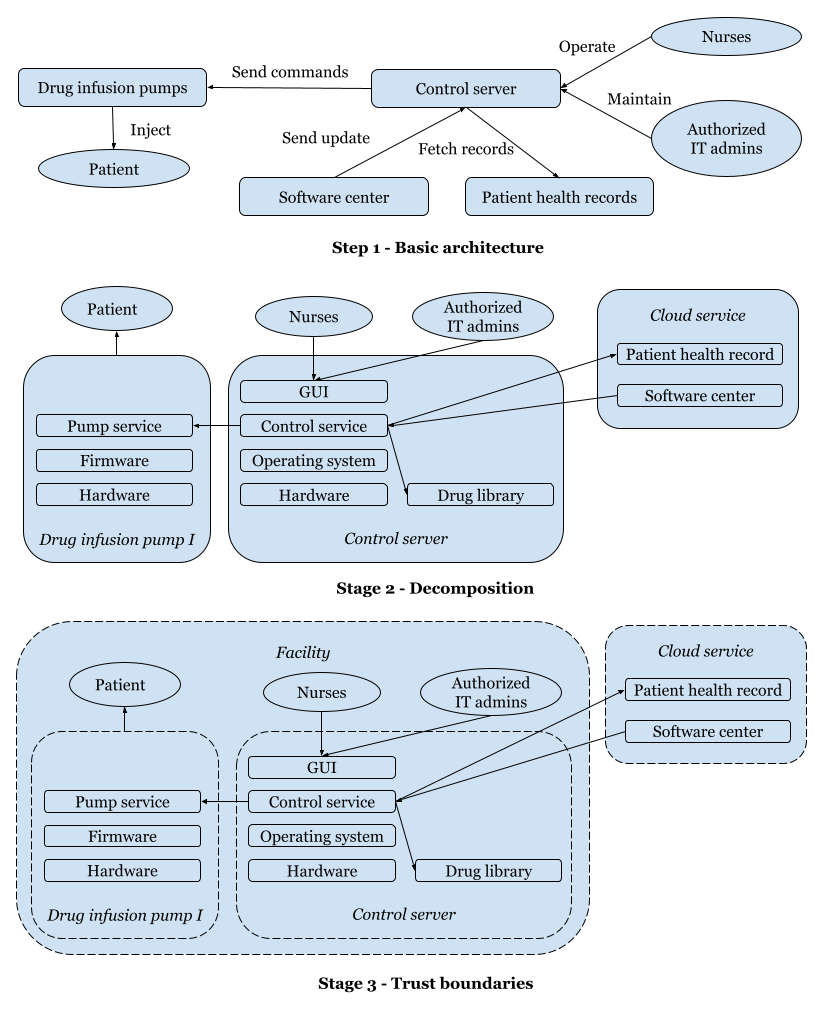 Nurses
Operate
Send commands
Drug infusion pumps
Control server
Maintain
Authorized
IT admins
Inject
Send update
Fetch records
Patient
Software center
Patient health records
Step 1 - Basic architecture
Patient
Nurses
Authorized
IT admins
Cloud service
Patient health record
GUI
Software center
Pump service
Control service
Firmware
Operating system
Hardware
Hardware
Drug library
Drug infusion pump I
Control server
Stage 2 - Decomposition
Facility
Cloud service
Patient
Nurses
Authorized
IT admins
Patient health record
Software center
GUI
Pump service
Control service
Firmware
Operating system
Hardware
Hardware
Drug library
Drug infusion pump I
Control server
Stage 3 - Trust boundaries